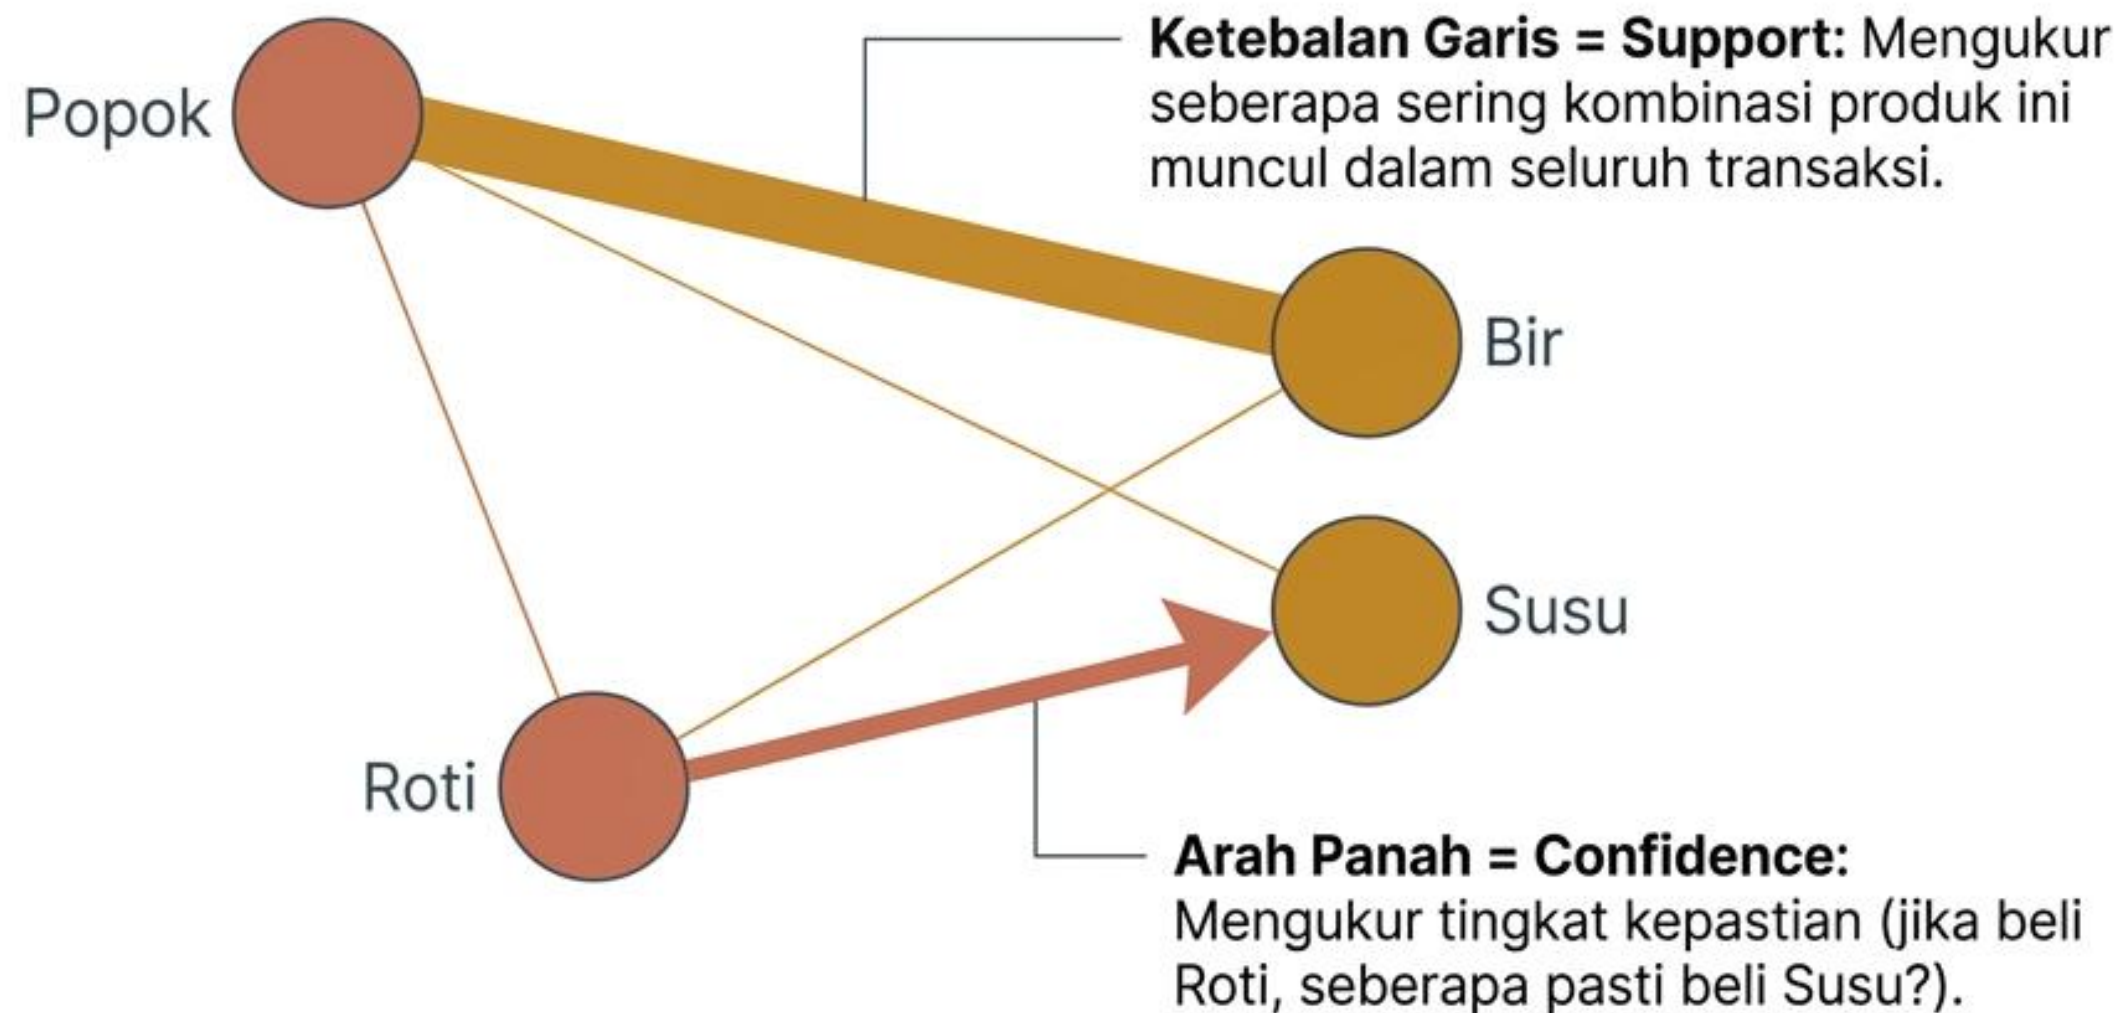 Popok
Ketebalan Garis = Support: Mengukur
seberapa sering kombinasi produk ini
muncul dalam seluruh transaksi.
Bir
Susu
Roti
Arah Panah = Confidence:
Mengukur tingkat kepastian (jika beli
Roti, seberapa pasti beli Susu?).